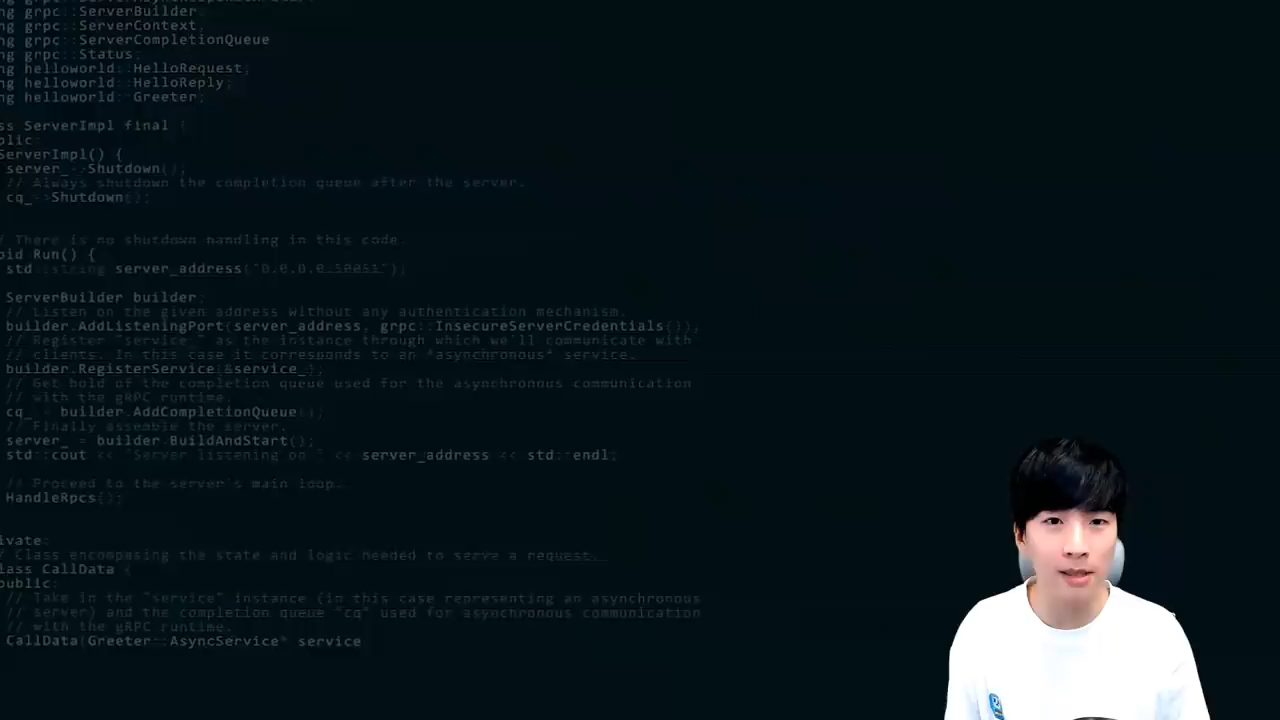 ng grpc::ServerBuilder
ng grpc::ServerContext,
ng grpc::ServerCompletionQueue
ng grpc::Status;
ng helloworld::HelloRequest;
ng helloworld::HelloReply;
ng helloworld::Greeter;
ss ServerImpl final {
blic:
ServerImpl() {
server_->Shutdown();
// Always shutdown the completion queue after the server.
cq_->Shutdown();
/ There is no shutdown handling in this code.
oid Run() {
std::string server_address("0.0.0.0:50051");
ServerBuilder builder;
// Listen on the given address without any authentication mechanism.
builder.AddListeningPort(server_address, grpc::InsecureServerCredentials());
// Register "service_" as the instance through which we'll communicate with
// clients. In this case it corresponds to an *asynchronous* service.
builder.RegisterService(&service_);
// Get hold of the completion queue used for the asynchronous communication
// with the gRPC runtime.
cq_ = builder.AddCompletionQueue();
// Finally assemble the server.
server_ = builder.BuildAndStart();
std::cout << "Server listening on " << server_address << std::endl;
// Proceed to the server's main loop.
HandleRpcs();
ivate:
/ Class encompasing the state and logic needed to serve a request.
lass CallData {
public:
// Take in the "service" instance (in this case representing an asynchronous
// server) and the completion queue "cq" used for asynchronous communication
// with the gRPC runtime.
CallData(Greeter::AsyncService* service